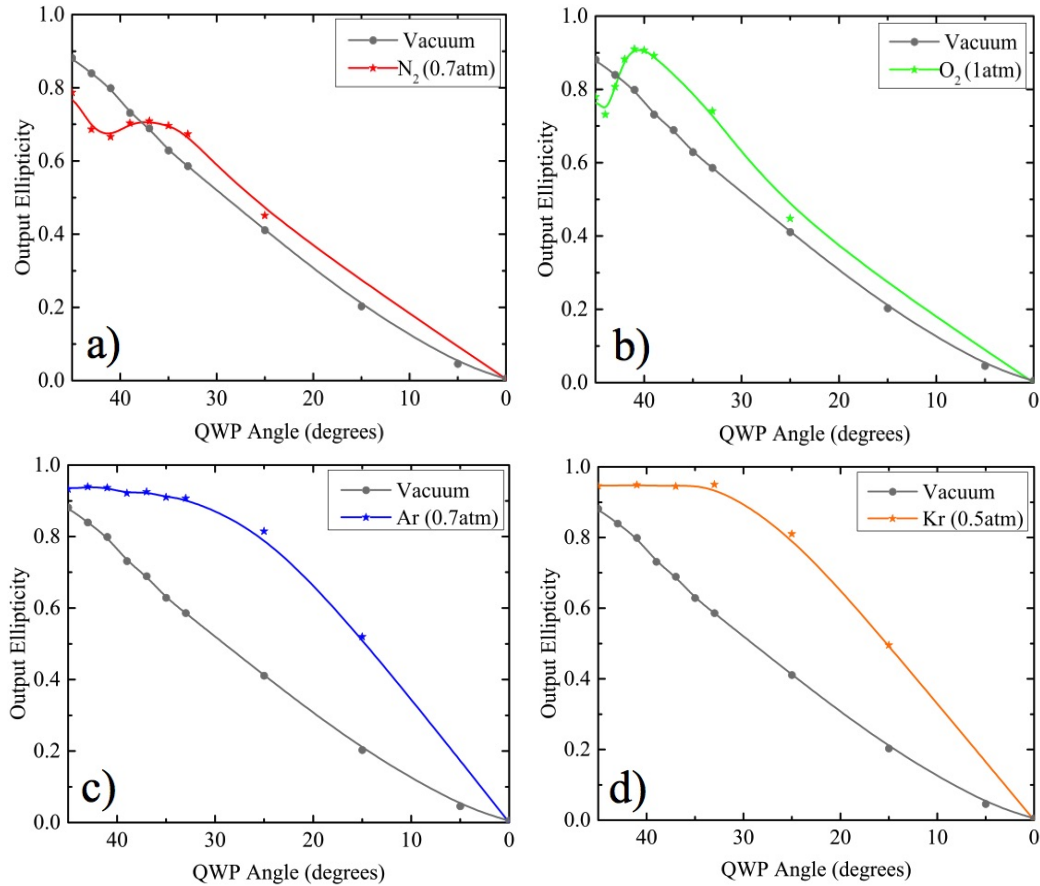 1.0
0.8
0.6
0.4
0.2
0.0
Output Ellipticity
Vacuum
N2 (0.7atm)
a)
40 30 20 10 0
QWP Angle (degrees)
1.0
0.8
0.6
0.4
0.2
0.0
Output Ellipticity
Vacuum
O2 (1atm)
b)
40 30 20 10 0
QWP Angle (degrees)
1.0
0.8
0.6
0.4
0.2
0.0
Output Ellipticity
Vacuum
Ar (0.7atm)
c)
40 30 20 10 0
QWP Angle (degrees)
1.0
0.8
0.6
0.4
0.2
0.0
Output Ellipticity
Vacuum
Kr (0.5atm)
d)
40 30 20 10 0
QWP Angle (degrees)